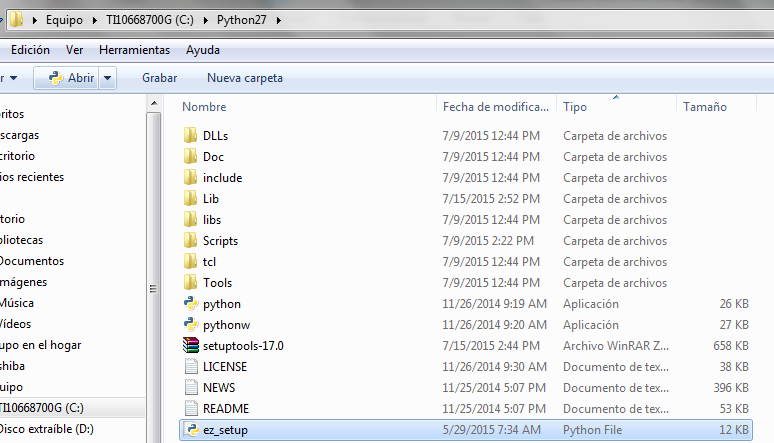 Equipo TI10668700G (C:) Python27
Edición Ver Herramientas Ayuda
r Abrir Grabar Nueva carpeta
Nombre Fecha de modifica... Tipo Tamaño
oritos
scargas
critorio
ios recientes
torio
bliotecas
Documentos
mágenes
Música
Vídeos
upo en el hogar
shiba
uipo
TI10668700G (C:)
Disco extraíble (D:)
DLLs 7/9/2015 12:44 PM Carpeta de archivos
Doc 7/9/2015 12:44 PM Carpeta de archivos
include 7/9/2015 12:44 PM Carpeta de archivos
Lib 7/15/2015 2:52 PM Carpeta de archivos
libs 7/9/2015 12:44 PM Carpeta de archivos
Scripts 7/9/2015 2:22 PM Carpeta de archivos
tcl 7/9/2015 12:44 PM Carpeta de archivos
Tools 7/9/2015 12:44 PM Carpeta de archivos
python 11/26/2014 9:19 AM Aplicación 26 KB
pythonw 11/26/2014 9:20 AM Aplicación 27 KB
setuptools-17.0 7/15/2015 2:44 PM Archivo WinRAR Z... 658 KB
LICENSE 11/26/2014 9:30 AM Documento de tex... 38 KB
NEWS 11/25/2014 5:07 PM Documento de tex... 396 KB
README 11/25/2014 5:07 PM Documento de tex... 53 KB
ez_setup 5/29/2015 7:34 AM Python File 12 KB